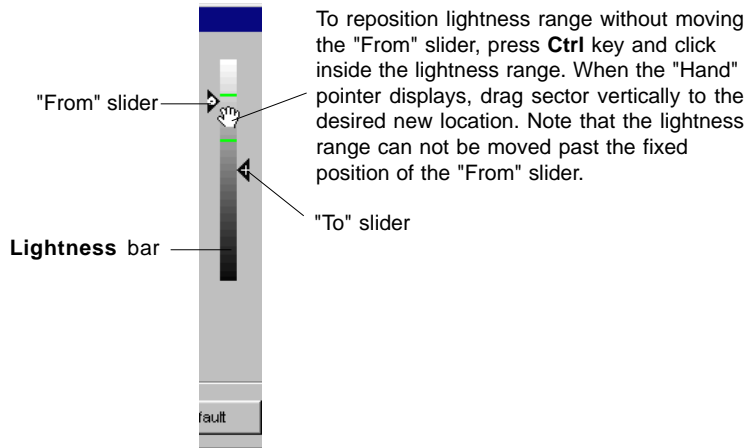 To reposition lightness range without moving
the "From" slider, press Ctrl key and click
inside the lightness range. When the "Hand"
pointer displays, drag sector vertically to the
desired new location. Note that the lightness
range can not be moved past the fixed
position of the "From" slider.
"From" slider
"To" slider
Lightness bar
fault